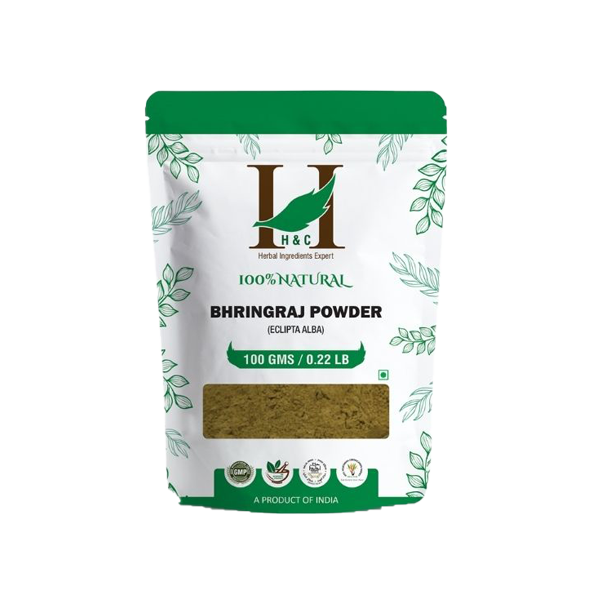 H
H & C
Herbal Ingredients Expert
100% NATURAL
BHRINGRAJ POWDER
(ECLIPTA ALBA)
100 GMS / 0.22 LB
GMP
A PRODUCT OF INDIA